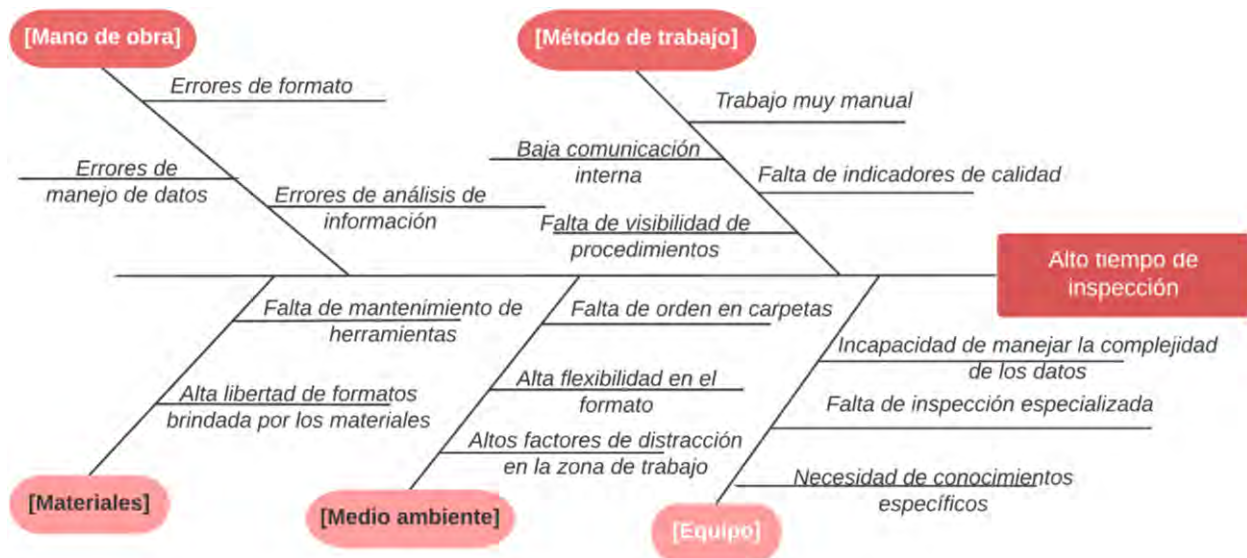 [Mano de obra]
[Método de trabajo]
Errores de formato
Trabajo muy manual
Baja comunicación
interna
Errores de
manejo de datos
Falta de indicadores de calidad
Errores de análisis de
información
Falta de visibilidad de
procedimientos
Alto tiempo de
inspección
Falta de mantenimiento de
herramientas
Falta de orden en carpetas
Incapacidad de manejar la complejidad
de los datos
Alta libertad de formatos
brindada por los materiales
Alta flexibilidad en el
formato
Falta de inspección especializada
Altos factores de distracción
en la zona de trabajo
Necesidad de conocimientos
específicos
[Materiales]
[Medio ambiente]
[Equipo]